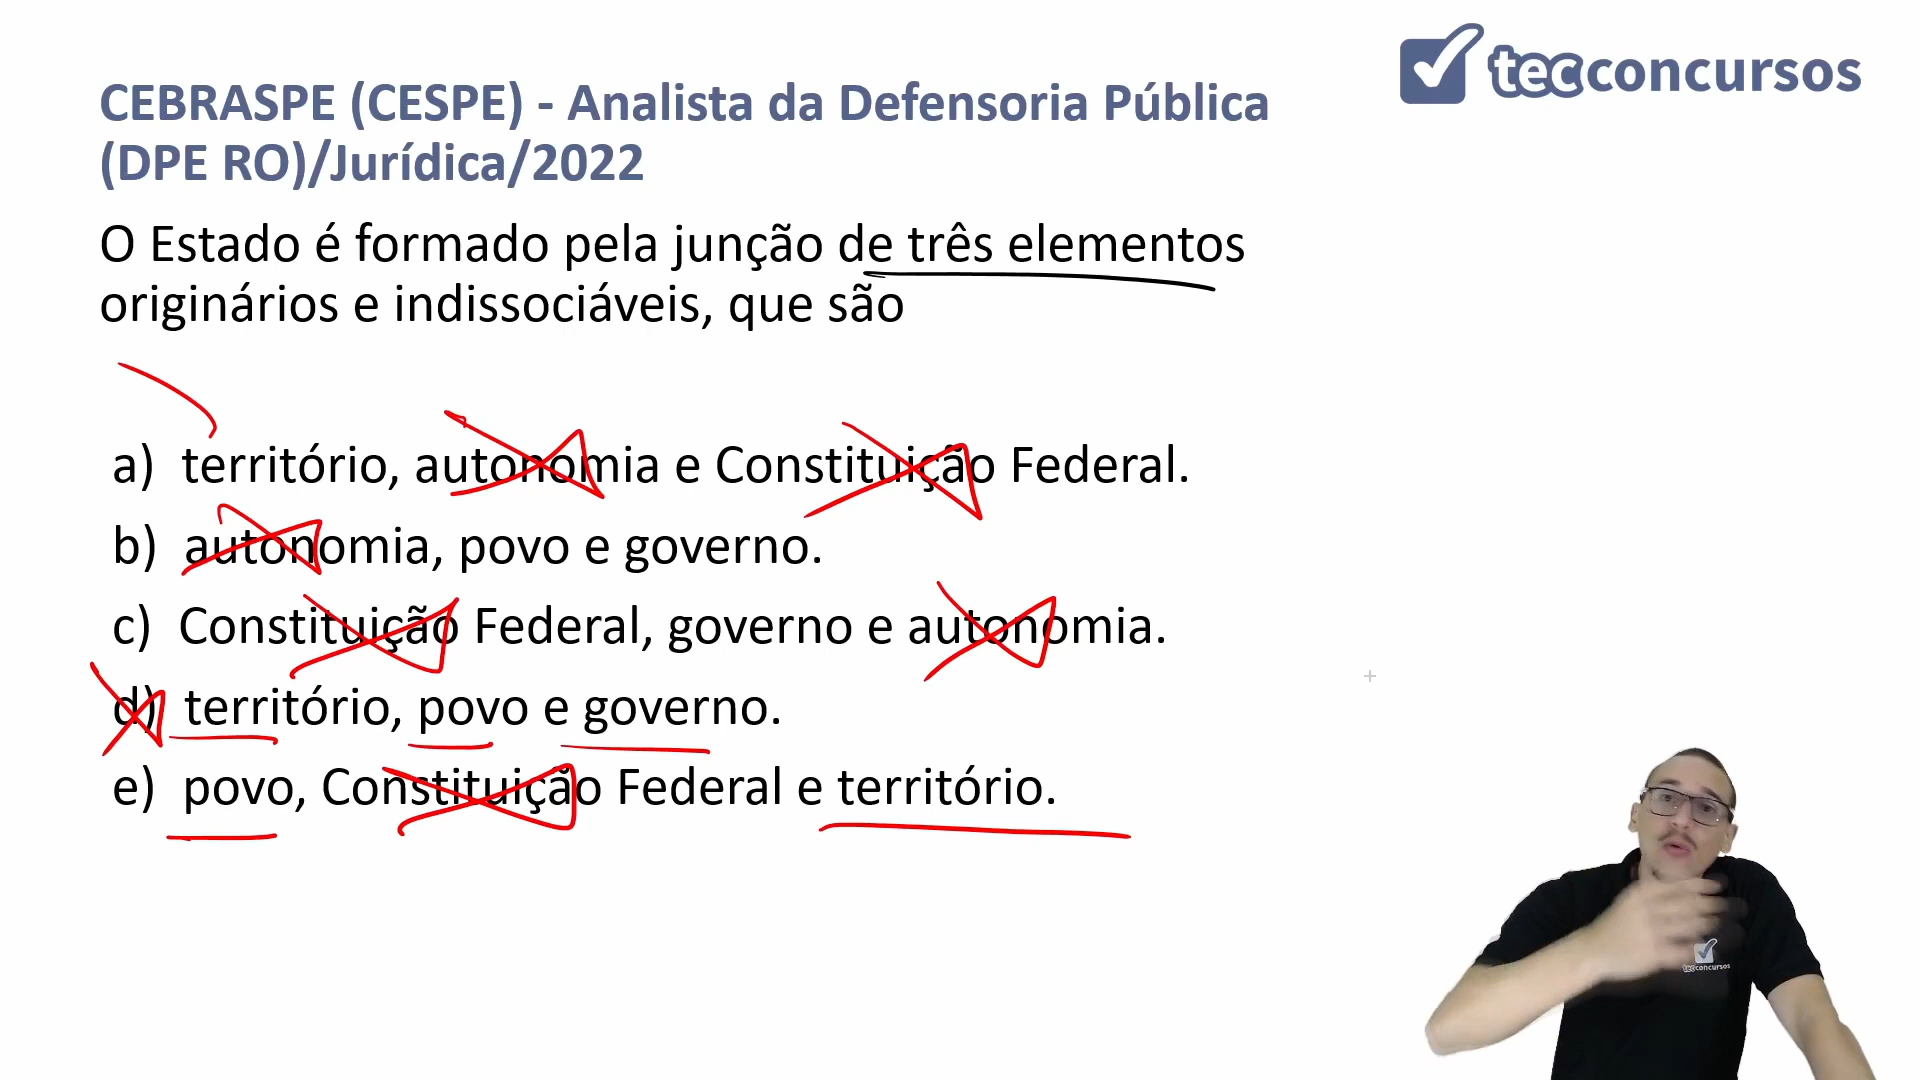 tecconcursos
CEBRASPE (CESPE) - Analista da Defensoria Pública
(DPE RO)/Jurídica/2022
O Estado é formado pela junção de três elementos
originários e indissociáveis, que são
a) território, autonomia e Constituição Federal.
b) autonomia, povo e governo.
c) Constituição Federal, governo e autonomia.
d) território, povo e governo.
e) povo, Constituição Federal e território.
tecconcursos